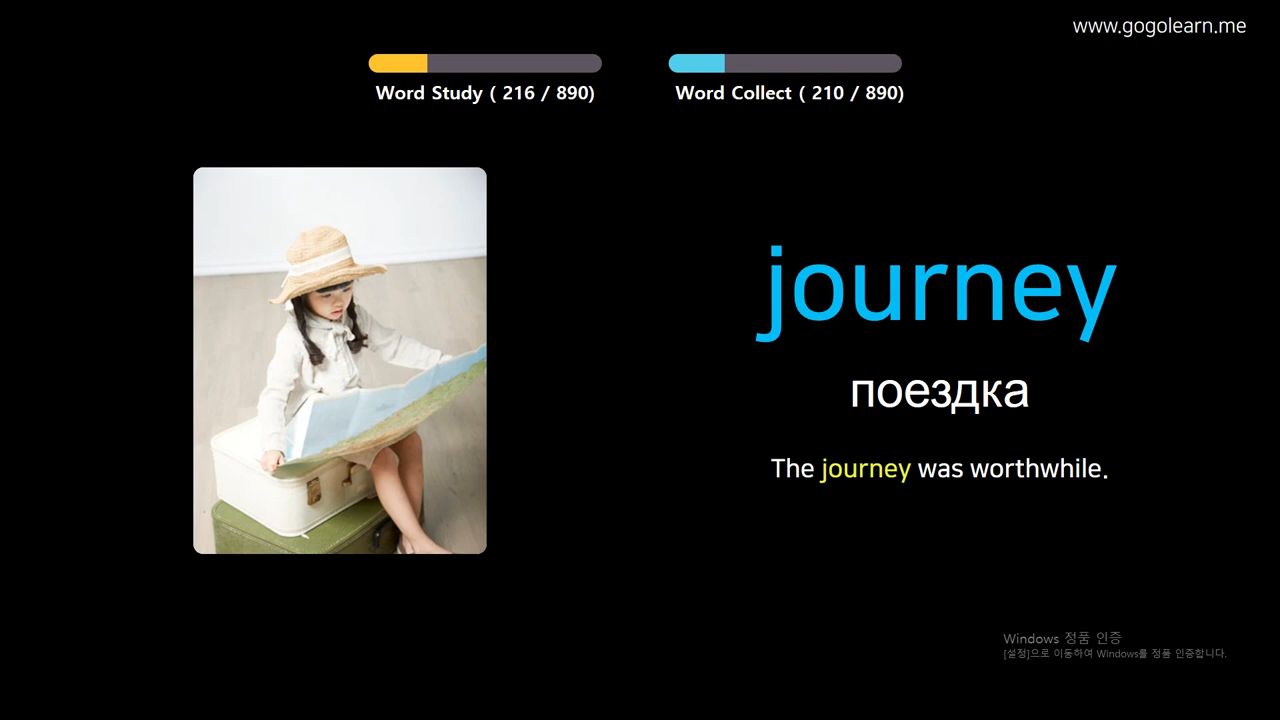 www.gogolearn.me
Word Study ( 216 / 890)
Word Collect ( 210 / 890)
journey
поездка
The journey was worthwhile.
Windows 정품 인증
[설정]으로 이동하여 Windows를 정품 인증합니다.